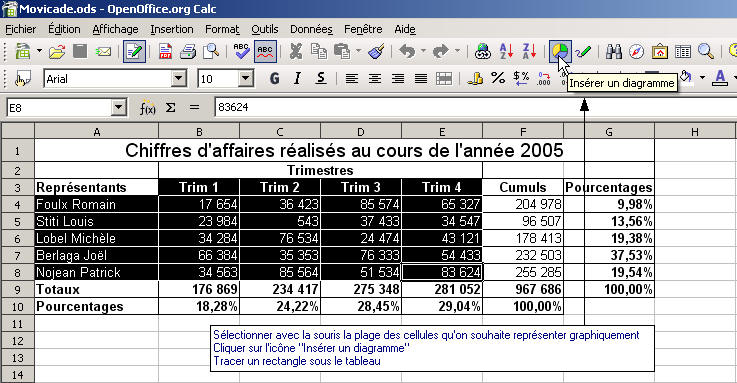 Movicade.ods - OpenOffice.org Calc
Fichier Édition Affichage Insertion Format Outils Données Fenêtre Aide
Arial 10 G I S
Insérer un diagramme
E8 f(x) Σ = 83624
A B C D E F G H
1 Chiffres d'affaires réalisés au cours de l'année 2005
2 Trimestres
3 Représentants Trim 1 Trim 2 Trim 3 Trim 4 Cumuls Pourcentages
4 Foulx Romain 17 654 36 423 85 574 65 327 204 978 9,98%
5 Stiti Louis 23 984 543 37 433 34 547 96 507 13,56%
6 Lobel Michèle 34 284 76 534 24 474 43 121 178 413 19,38%
7 Berlaga Joël 66 384 35 353 76 333 54 433 232 503 37,53%
8 Nojean Patrick 34 563 85 564 51 534 83 624 255 285 19,54%
9 Totaux 176 869 234 417 275 348 281 052 967 686 100,00%
10 Pourcentages 18,28% 24,22% 28,45% 29,04% 100,00%
11
12 Sélectionner avec la souris la plage des cellules qu'on souhaite représenter graphiquement
13 Cliquer sur l'icône "Insérer un diagramme"
14 Tracer un rectangle sous le tableau